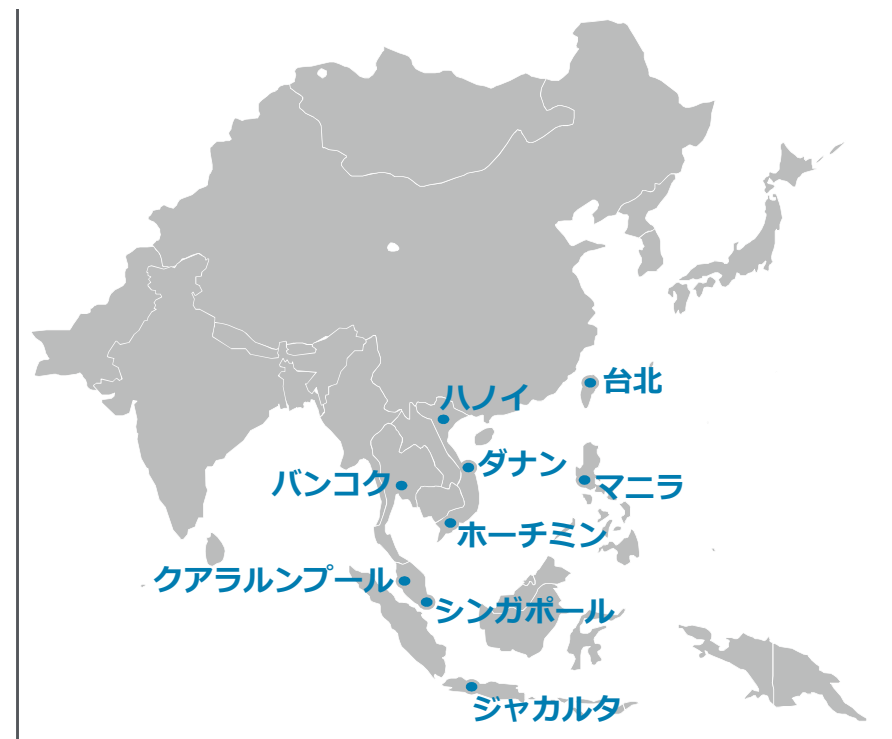 台北
ハノイ
ダナン
バンコク
マニラ
ホーチミン
クアラルンプール
シンガポール
ジャカルタ